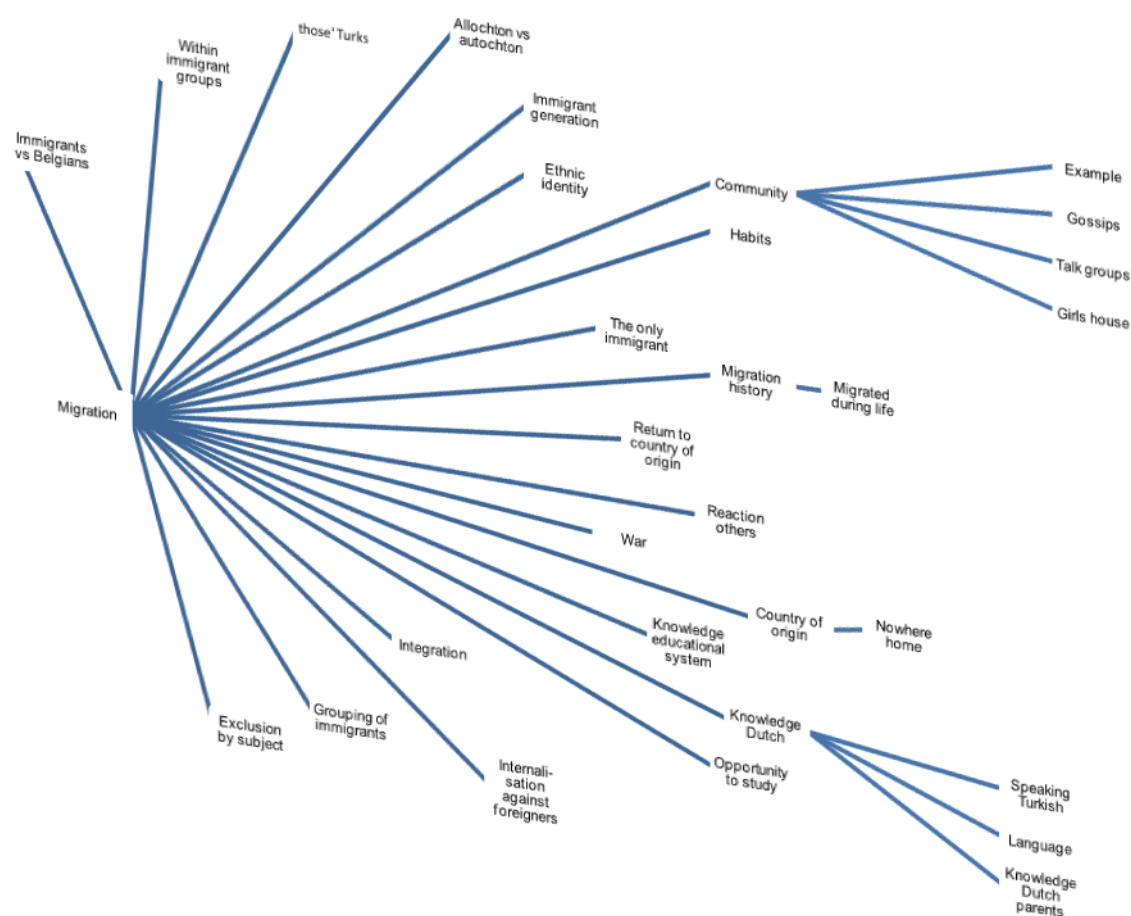 those' Turks
Allochton vs
autochton
Within
immigrant
groups
Immigrant
generation
Immigrants
vs Belgians
Ethnic
identity
Community
Example
Gossips
Talk groups
Girls house
Habits
The only
immigrant
Migration
history
Migrated
during life
Migration
Return to
country of
origin
Reaction
others
War
Country of
origin
Nowhere
home
Knowledge
educational
system
Integration
Knowledge
Dutch
Exclusion
by subject
Grouping of
immigrants
Opportunity
to study
Internali-
sation
against
foreigners
Speaking
Turkish
Language
Knowledge
Dutch
parents